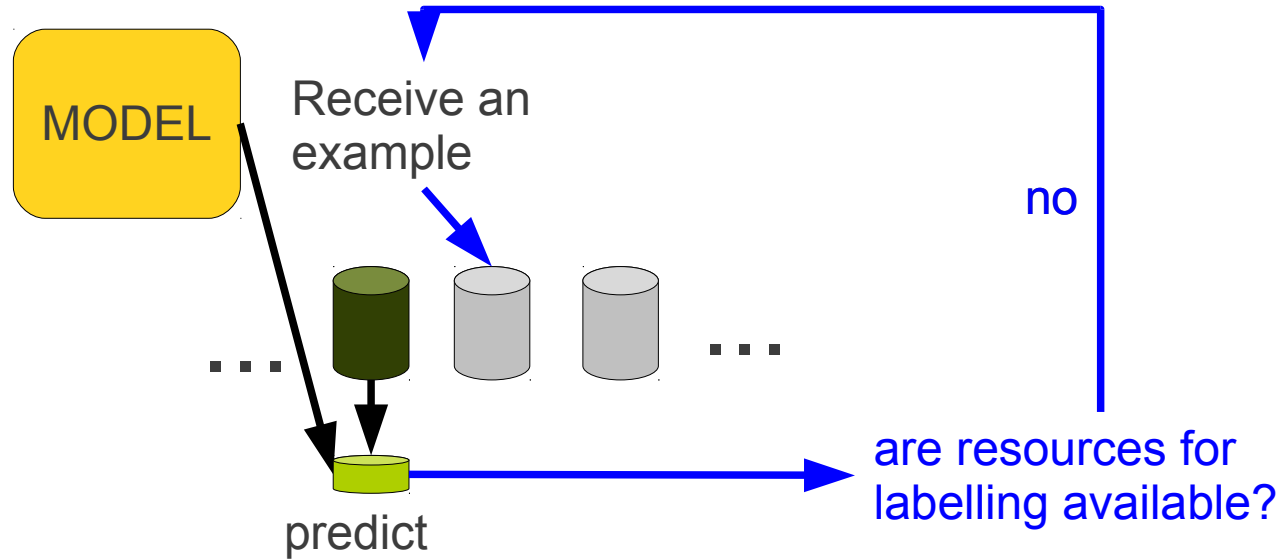 MODEL
Receive an
example
no
...
...
are resources for
labelling available?
predict